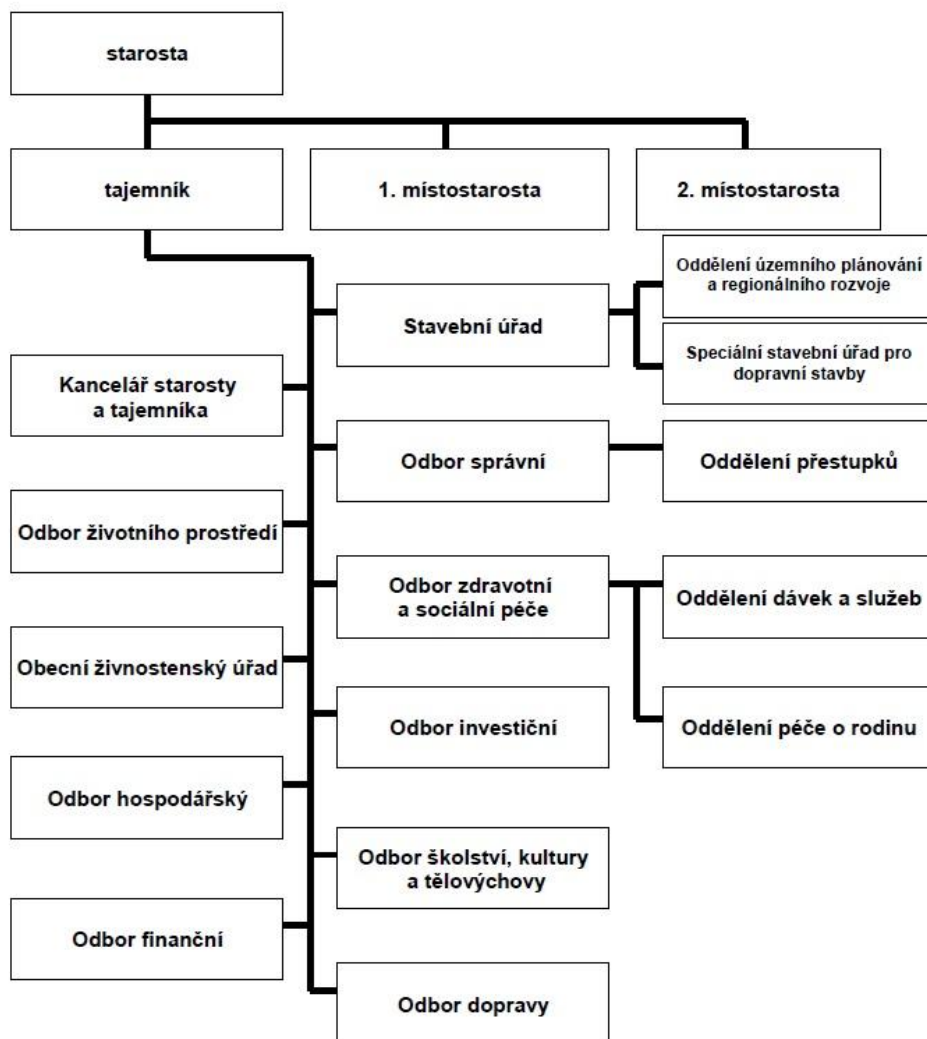 starosta
tajemník
1. místostarosta
2. místostarosta
Oddělení územního plánování
a regionálního rozvoje
Stavební úřad
Speciální stavební úřad pro
dopravní stavby
Kancelář starosty
a tajemníka
Odbor správní
Oddělení přestupků
Odbor životního prostředí
Odbor zdravotní
a sociální péče
Oddělení dávek a služeb
Obecní živnostenský úřad
Odbor investiční
Oddělení péče o rodinu
Odbor hospodářský
Odbor školství, kultury
a tělovýchovy
Odbor finanční
Odbor dopravy